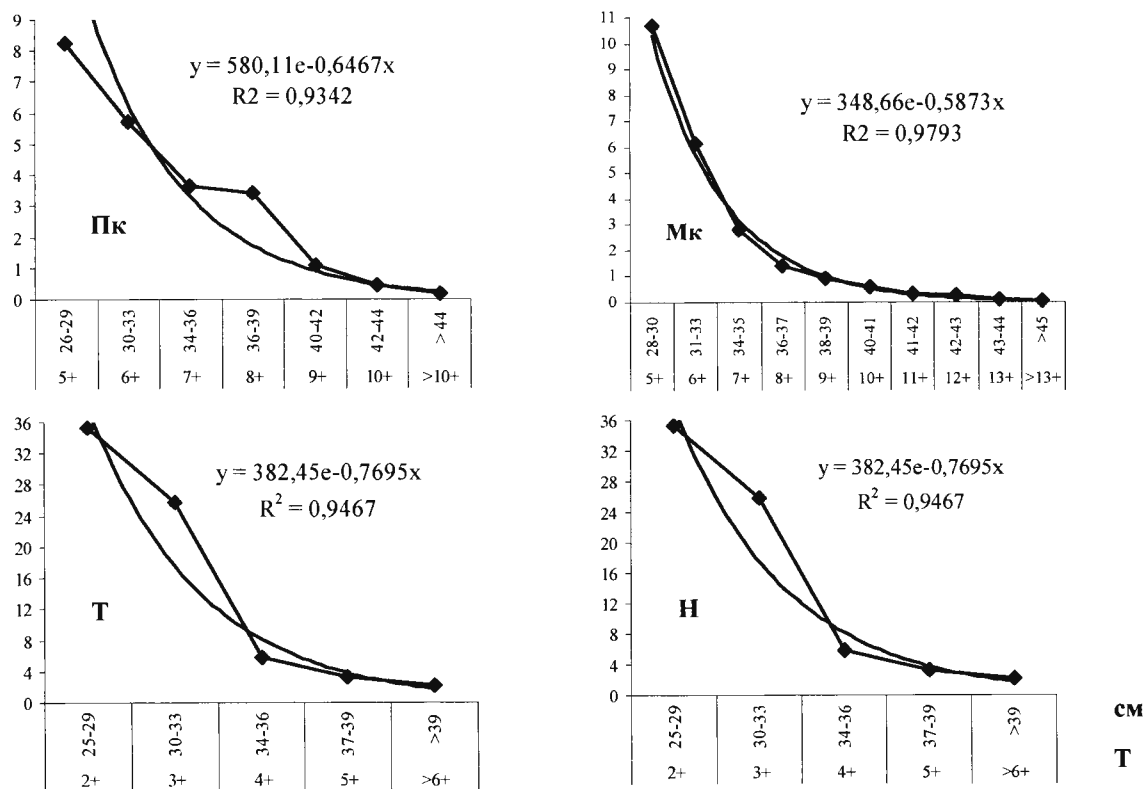 9
8
7
6
5
4
3
2
1
0
y = 580,11e-0,6467x
R2 = 0,9342
Пк
26-29 30-33 34-36 36-39 40-42 42-44 > 44
5+ 6+ 7+ 8+ 9+ 10+ >10+
11
10
9
8
7
6
5
4
3
2
1
0
y = 348,66e-0,5873x
R2 = 0,9793
Мк
28-30 31-33 34-35 36-37 38-39 40-41 41-42 42-43 43-44 >45
5+ 6+ 7+ 8+ 9+ 10+ 11+ 12+ 13+ >13+
36
32
28
24
20
16
12
8
4
0
y = 382,45e-0,7695x
R² = 0,9467
Т
25-29 30-33 34-36 37-39 >39
2+ 3+ 4+ 5+ >6+
36
32
28
24
20
16
12
8
4
0
y = 382,45e-0,7695x
R² = 0,9467
Н
25-29 30-33 34-36 37-39 >39
2+ 3+ 4+ 5+ >6+
см
Т